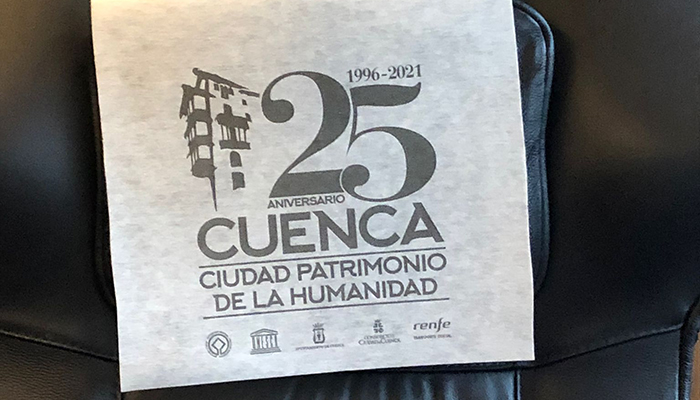 1996-2021
25
ANIVERSARIO
CUENCA
CIUDAD PATRIMONIO
DE LA HUMANIDAD
renfe